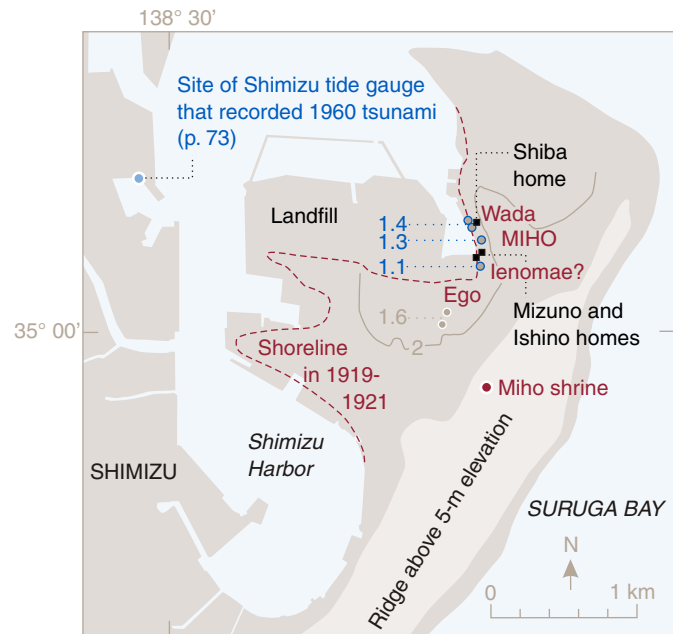 138° 30'
Site of Shimizu tide gauge
that recorded 1960 tsunami
(p. 73)
Shiba
home
Landfill
1.4
Wada
1.3
MIHO
1.1
Ienomae?
Ego
Mizuno and
Ishino homes
1.6
2
35° 00'
Shoreline
in 1919-
1921
Miho shrine
Shimizu
Harbor
SHIMIZU
Ridge above 5-m elevation
SURUGA BAY
N
0
1 km